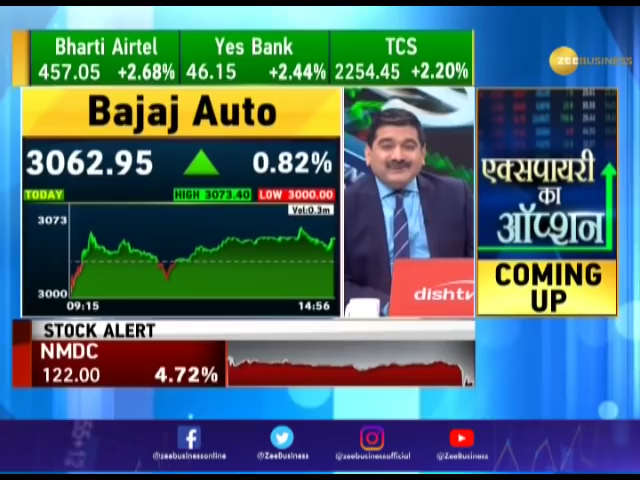 Bharti Airtel
457.05 +2.68%
Yes Bank
46.15 +2.44%
TCS
2254.45 +2.20%
ZEE BUSINESS
Bajaj Auto
3062.95 0.82%
TODAY
HIGH 3073.40 LOW 3000.00
Vol:0.3m
3073
3000
09:15 14:56
dishtv
एक्सपायरी
का
ऑप्शन
COMING
UP
STOCK ALERT
NMDC
122.00 4.72%
@zeebusinessonline
@ZeeBusiness
@zeebusinessofficial
@ZeeBusiness